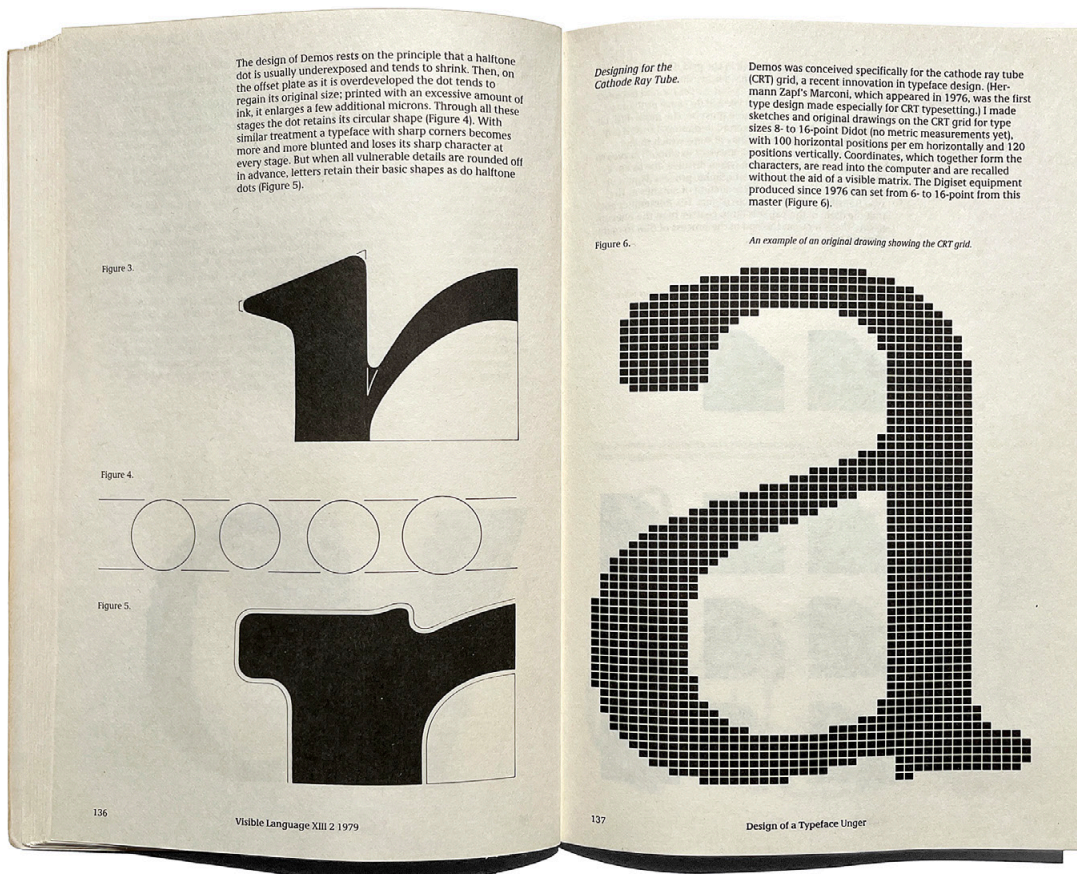 The design of Demos rests on the principle that a halftone
dot is usually underexposed and tends to shrink. Then, on
the offset plate as it is overdeveloped the dot tends to
regain its original size; printed with an excessive amount of
ink, it enlarges a few additional microns. Through all these
stages the dot retains its circular shape (Figure 4). With
similar treatment a typeface with sharp corners becomes
more and more blunted and loses its sharp character at
every stage. But when all vulnerable details are rounded off
in advance, letters retain their basic shapes as do halftone
dots (Figure 5).
Figure 3.
Figure 4.
Figure 5.
136
Visible Language XIII 2 1979
Designing for the
Cathode Ray Tube.
Demos was conceived specifically for the cathode ray tube
(CRT) grid, a recent innovation in typeface design. (Her-
mann Zapf's Marconi, which appeared in 1976, was the first
type design made especially for CRT typesetting.) I made
sketches and original drawings on the CRT grid for type
sizes 8- to 16-point Didot (no metric measurements yet),
with 100 horizontal positions per em horizontally and 120
positions vertically. Coordinates, which together form the
characters, are read into the computer and are recalled
without the aid of a visible matrix. The Digiset equipment
produced since 1976 can set from 6- to 16-point from this
master (Figure 6).
Figure 6.
An example of an original drawing showing the CRT grid.
a
137
Design of a Typeface Unger